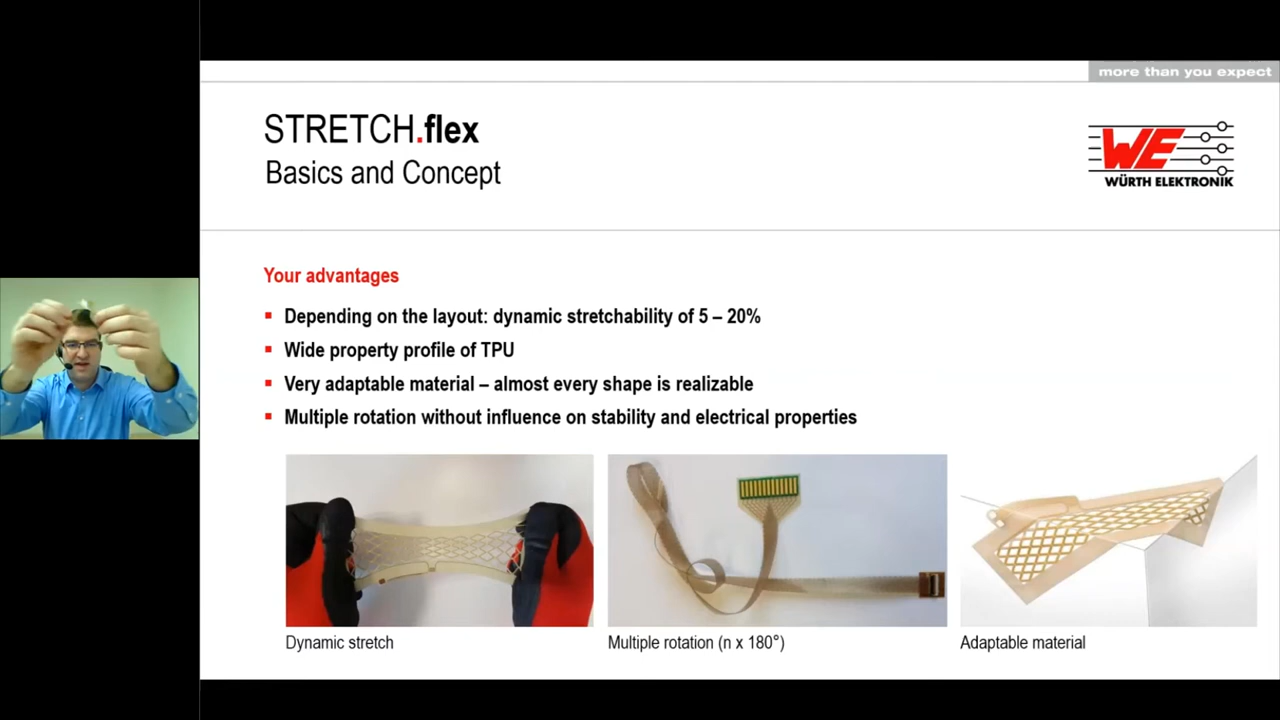 more than you expect
STRETCH.flex
Basics and Concept
WE
WÜRTH ELEKTRONIK
Your advantages
▪ Depending on the layout: dynamic stretchability of 5 – 20%
▪ Wide property profile of TPU
▪ Very adaptable material – almost every shape is realizable
▪ Multiple rotation without influence on stability and electrical properties
Dynamic stretch
Multiple rotation (n x 180°)
Adaptable material